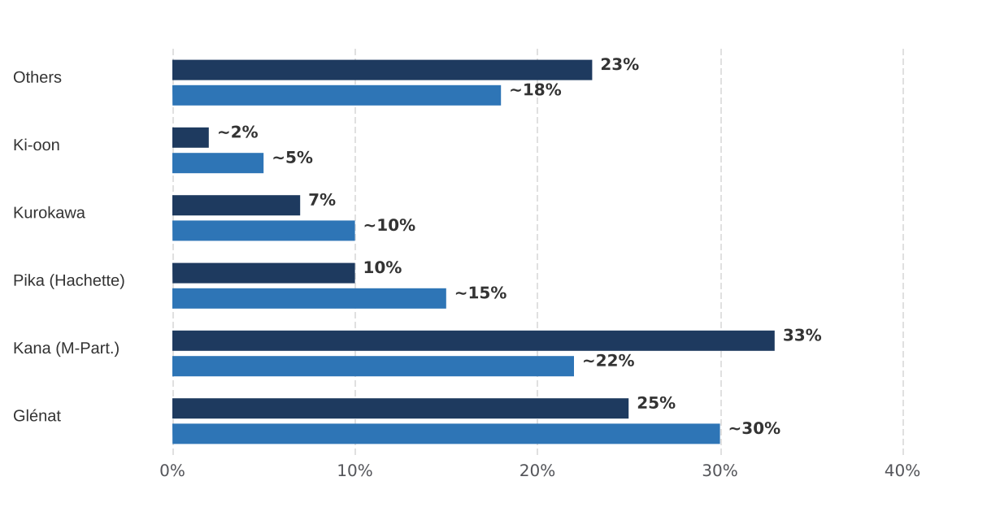 Others
23%
~18%
Ki-oon
~2%
~5%
Kurokawa
7%
~10%
Pika (Hachette)
10%
~15%
Kana (M-Part.)
33%
~22%
Glénat
25%
~30%
0% 10% 20% 30% 40%